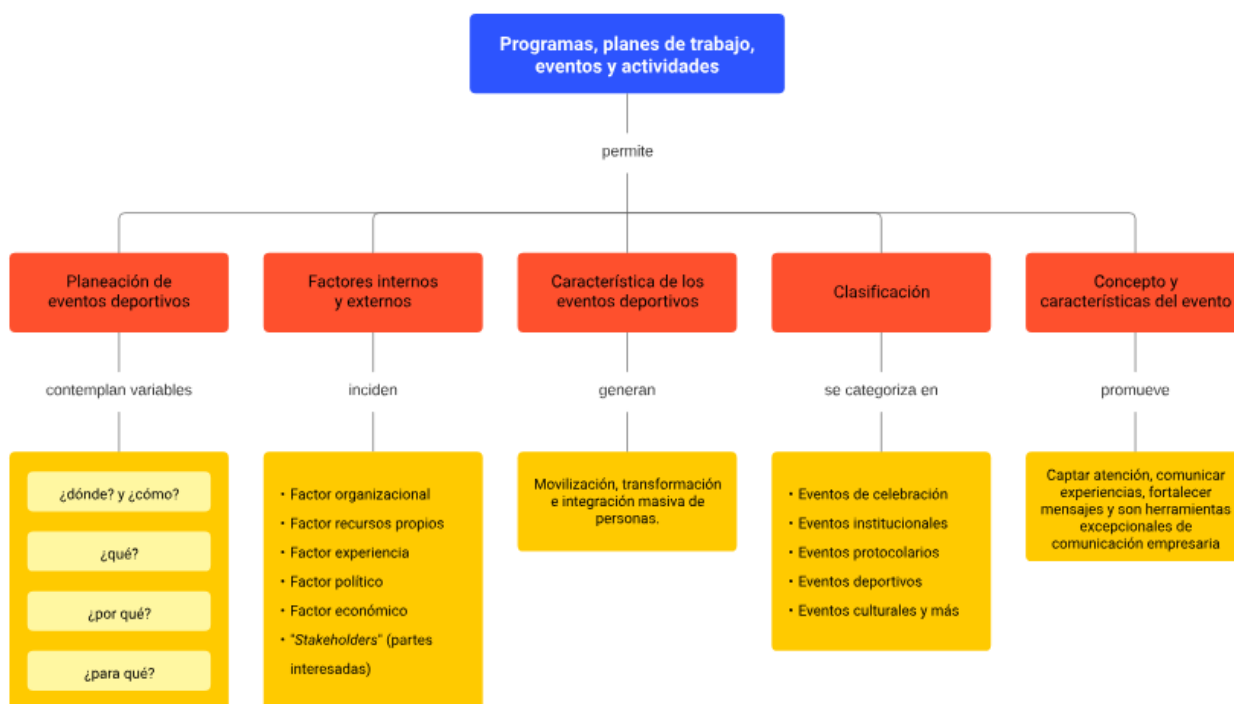 Programas, planes de trabajo,
eventos y actividades
permite
Planeación de
eventos deportivos
Factores internos
y externos
Característica de los
eventos deportivos
Clasificación
Concepto y
características del evento
contemplan variables
inciden
generan
se categoriza en
promueve
¿dónde? y ¿cómo?
¿qué?
¿por qué?
¿para qué?
• Factor organizacional
• Factor recursos propios
• Factor experiencia
• Factor político
• Factor económico
• "Stakeholders" (partes
interesadas)
Movilización, transformación
e integración masiva de
personas.
• Eventos de celebración
• Eventos institucionales
• Eventos protocolarios
• Eventos deportivos
• Eventos culturales y más
Captar atención, comunicar
experiencias, fortalecer
mensajes y son herramientas
excepcionales de
comunicación empresaria